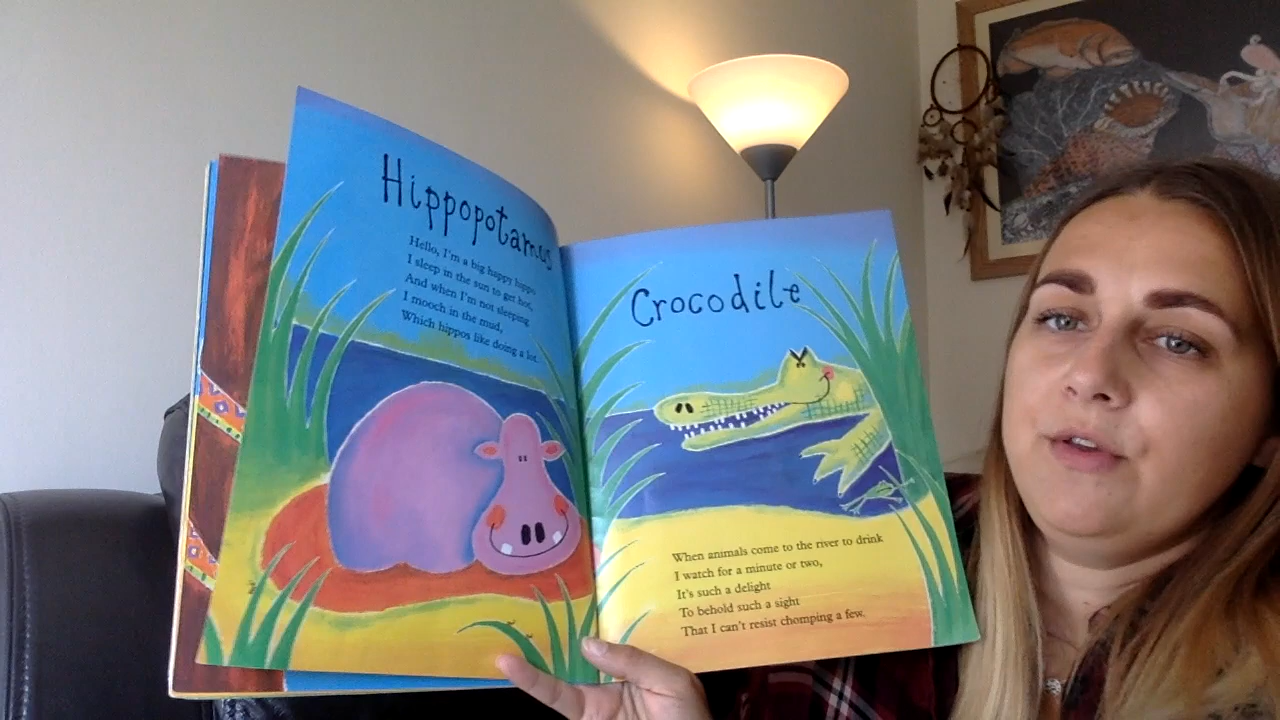 Hippopotamus
Hello, I'm a big happy hippo,
I sleep in the sun to get hot,
And when I'm not sleeping
I mooch in the mud,
Which hippos like doing a lot.
Crocodile
When animals come to the river to drink
I watch for a minute or two,
It's such a delight
To behold such a sight
That I can't resist chomping a few.